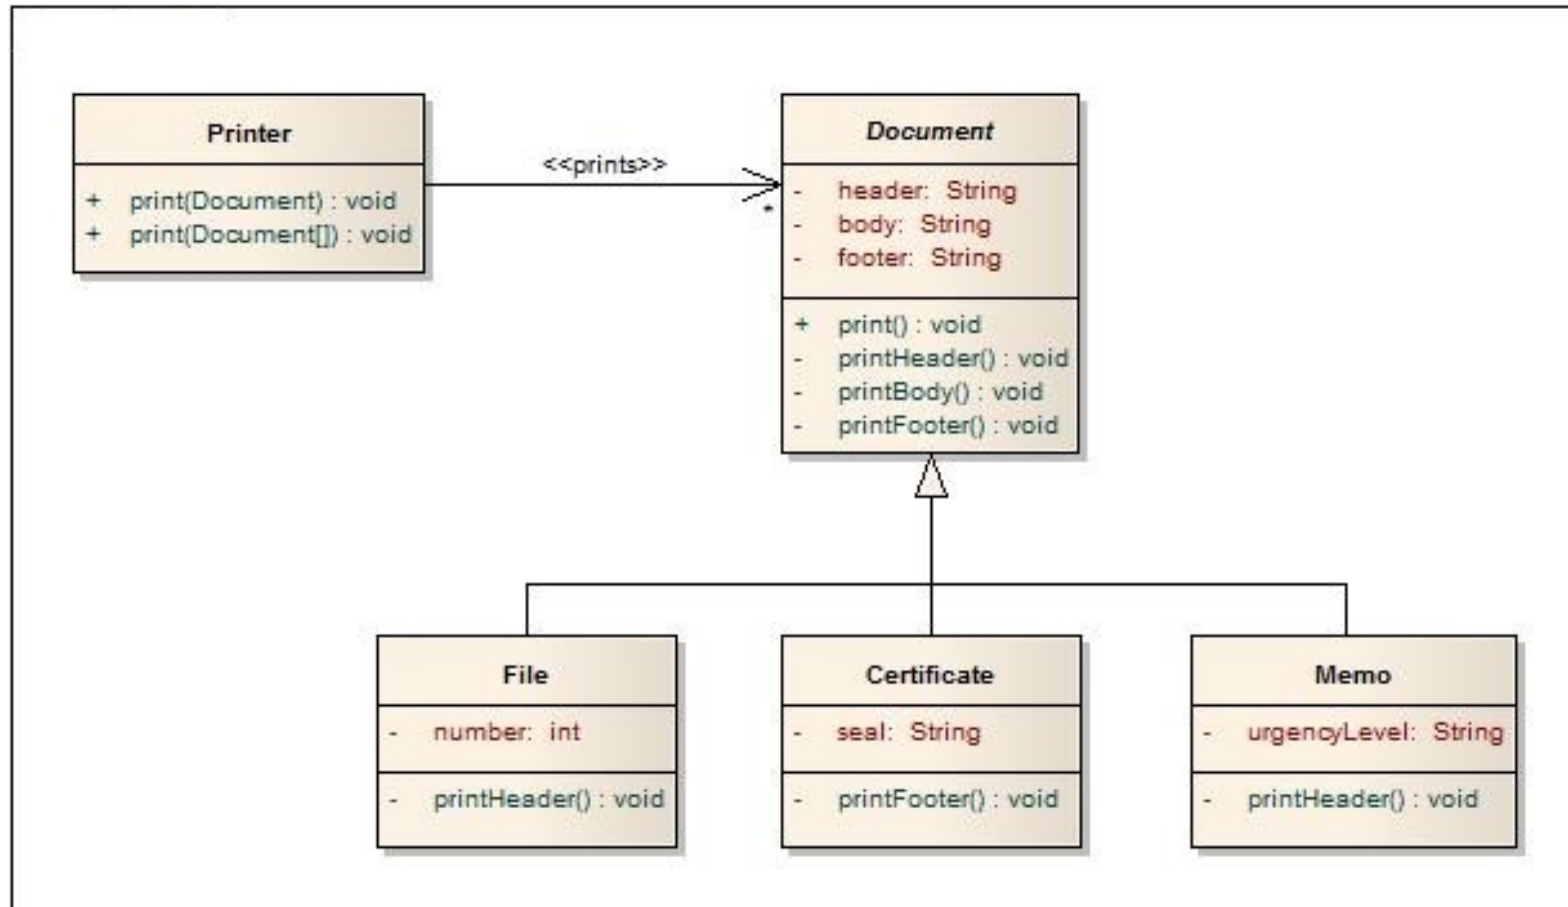 Printer
+ print(Document) : void
+ print(Document[]) : void
<<prints>>
*
Document
- header: String
- body: String
- footer: String
+ print() : void
- printHeader() : void
- printBody() : void
- printFooter() : void
File
- number: int
- printHeader() : void
Certificate
- seal: String
- printFooter() : void
Memo
- urgencyLevel: String
- printHeader() : void